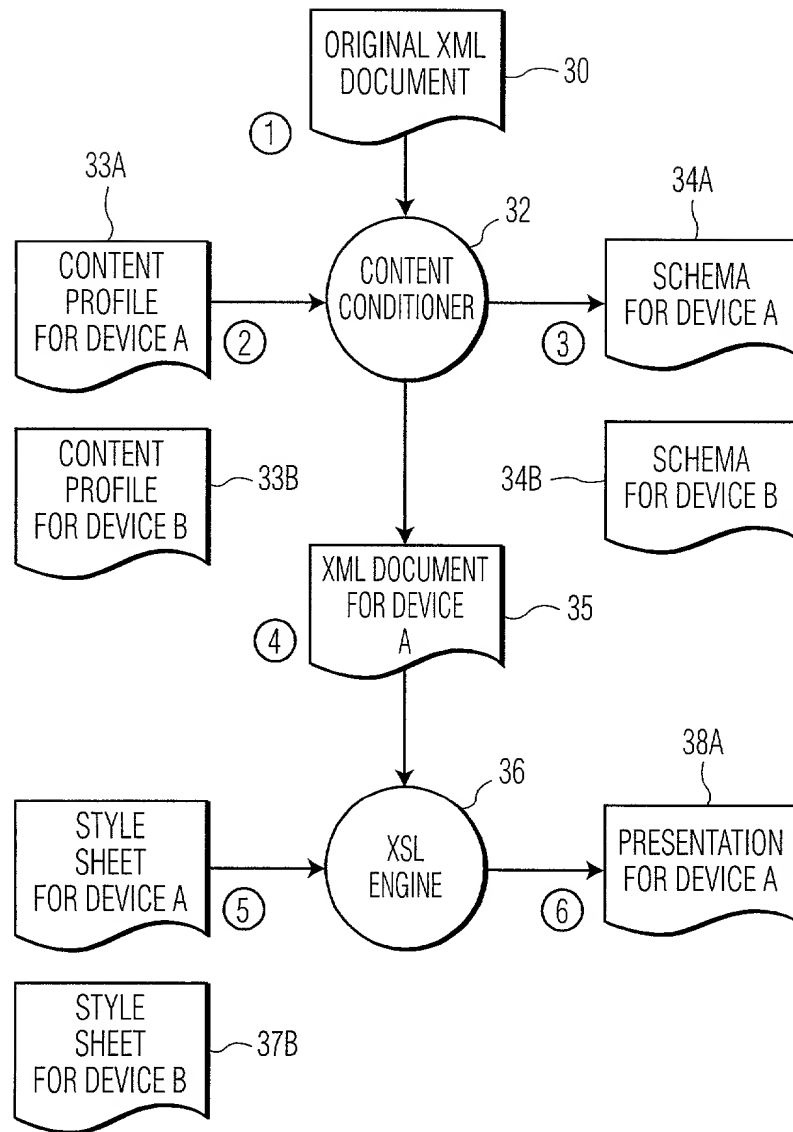 ORIGINAL XML
DOCUMENT
30
1
33A
32
34A
CONTENT
PROFILE
FOR DEVICE A
2
CONTENT
CONDITIONER
3
SCHEMA
FOR DEVICE A
CONTENT
PROFILE
FOR DEVICE B
33B
34B
SCHEMA
FOR DEVICE B
XML DOCUMENT
FOR DEVICE
A
35
4
36
38A
STYLE
SHEET
FOR DEVICE A
5
XSL
ENGINE
6
PRESENTATION
FOR DEVICE A
STYLE
SHEET
FOR DEVICE B
37B